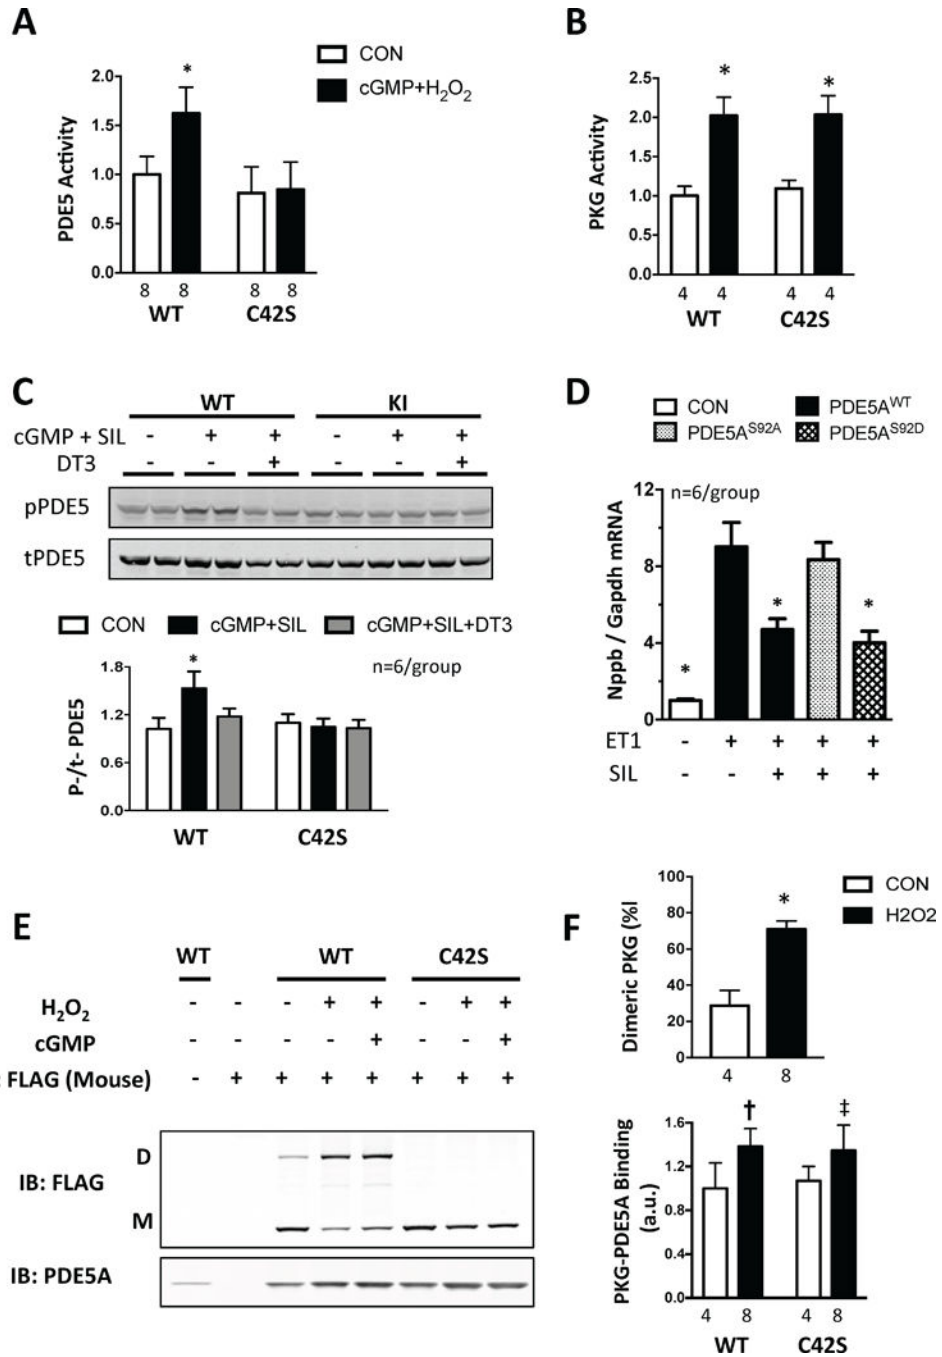 A
CON
cGMP+H₂O₂
PDE5 Activity
2.0
1.5
1.0
0.5
0.0
*
8 8 8 8
WT C42S
B
PKG Activity
2.5
2.0
1.5
1.0
0.5
0.0
* *
4 4 4 4
WT C42S
C
WT KI
cGMP + SIL - + + - + +
DT3 - - + - - +
pPDE5
tPDE5
CON cGMP+SIL cGMP+SIL+DT3
n=6/group
P-/t- PDE5
1.8
1.2
0.6
0.0
*
WT C42S
D
CON PDE5Aᵂᵀ
PDE5Aˢ⁹²ᴬ PDE5Aˢ⁹²ᴰ
n=6/group
Nppb / Gapdh mRNA
12
8
4
0
* * *
ET1 - + + + +
SIL - - + + +
E
WT WT C42S
H₂O₂ - - - + + - + +
cGMP - - - - + - - +
: FLAG (Mouse) - + + + + + + +
IB: FLAG
D
M
IB: PDE5A
F
CON
H2O2
Dimeric PKG (%l
100
80
60
40
20
0
*
4 8
PKG-PDE5A Binding
(a.u.)
1.6
1.2
0.8
0.4
0.0
† ‡
4 8 4 8
WT C42S